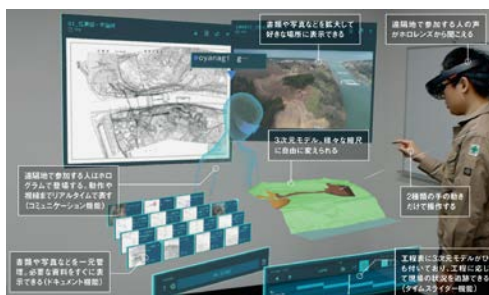 書類や写真などを拡大して
好きな場所に表示できる
遠隔地で参加する人の声
がホロレンズから聞こえる
oyanagi g
3次元モデル。様々な縮尺
に自由に変えられる
遠隔地で参加する人はホロ
グラムで登場する。動作や
視線までリアルタイムで表す
(コミュニケーション機能)
2種類の手の動き
だけで操作する
書類や写真などを一元管
理。必要な資料をすぐに表
示できる(ドキュメント機能)
工程表に3次元モデルがひ
も付いており、工程に応じ
て現場の状況を追跡できる
(タイムスライダー機能)